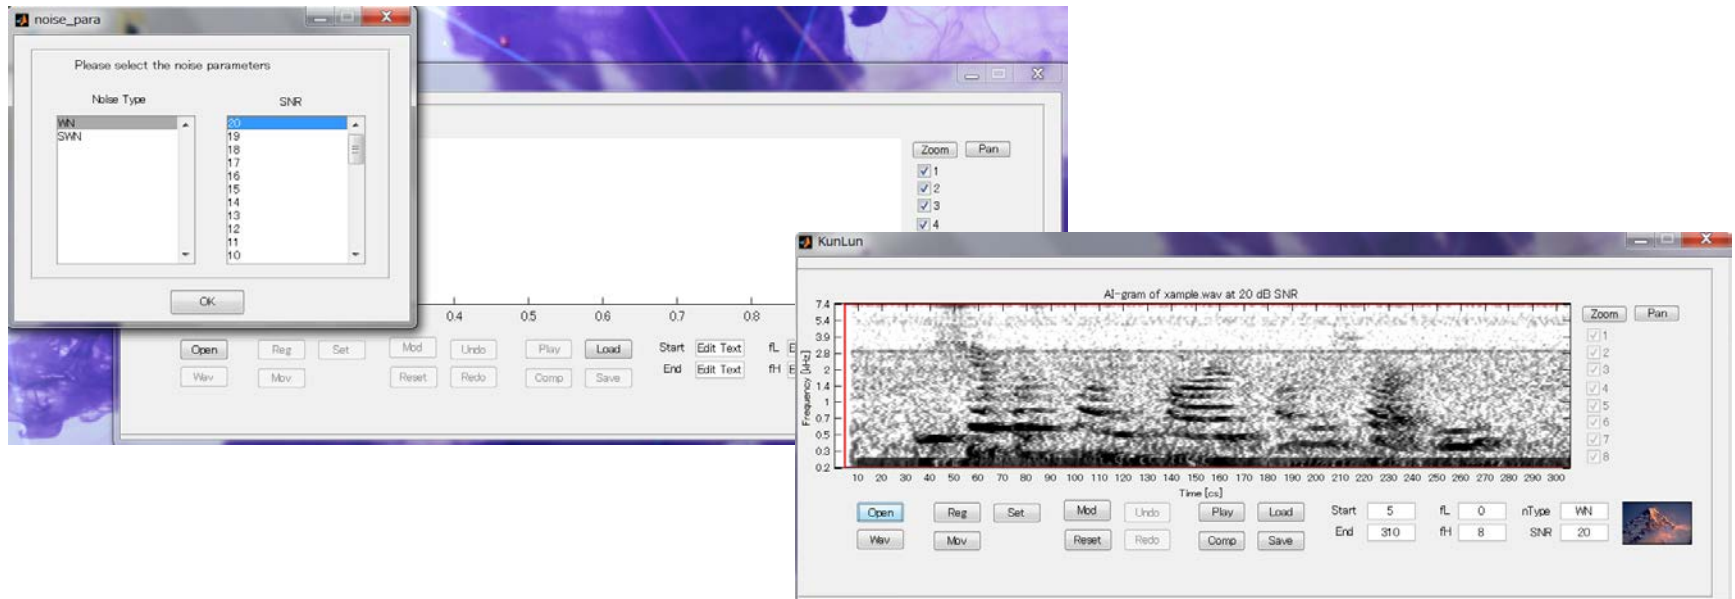 noise_para
Please select the noise parameters
Noise Type SNR
WN 20
SWN 19
18
17
16
15
14
13
12
11
10
OK
Zoom Pan
1
2
3
4
0.4 0.5 0.6 0.7 0.8
Open Reg Set Mod Undo Play Load Start Edit Text fL E
Wav Mov Reset Redo Comp Save End Edit Text fH E
KunLun
AI-gram of xample.wav at 20 dB SNR
Zoom Pan
1
2
3
4
5
6
7
8
Frequency [kHz]
7.4
5.4
3.9
2.8
2
1.4
1
0.7
0.5
0.3
0.2
10 20 30 40 50 60 70 80 90 100 110 120 130 140 150 160 170 180 190 200 210 220 230 240 250 260 270 280 290 300
Time [cs]
Open Reg Set Mod Undo Play Load Start 5 fL 0 nType WN
Wav Mov Reset Redo Comp Save End 310 fH 8 SNR 20